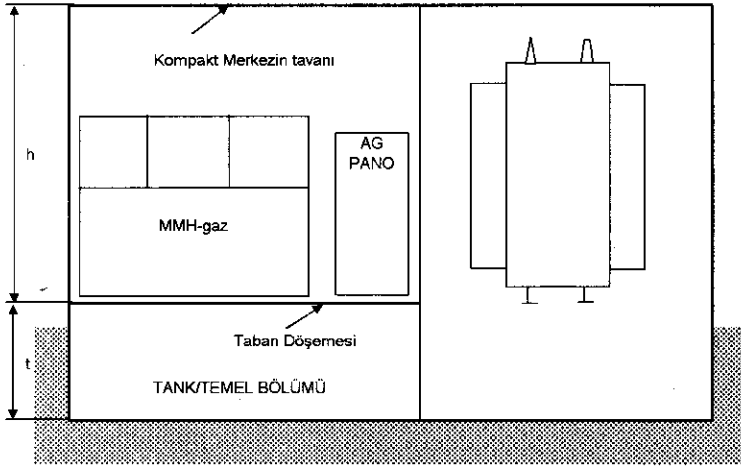 Kompakt Merkezin tavanı
h
AG
PANO
MMH-gaz
Taban Döşemesi
t
TANK/TEMEL BÖLÜMÜ